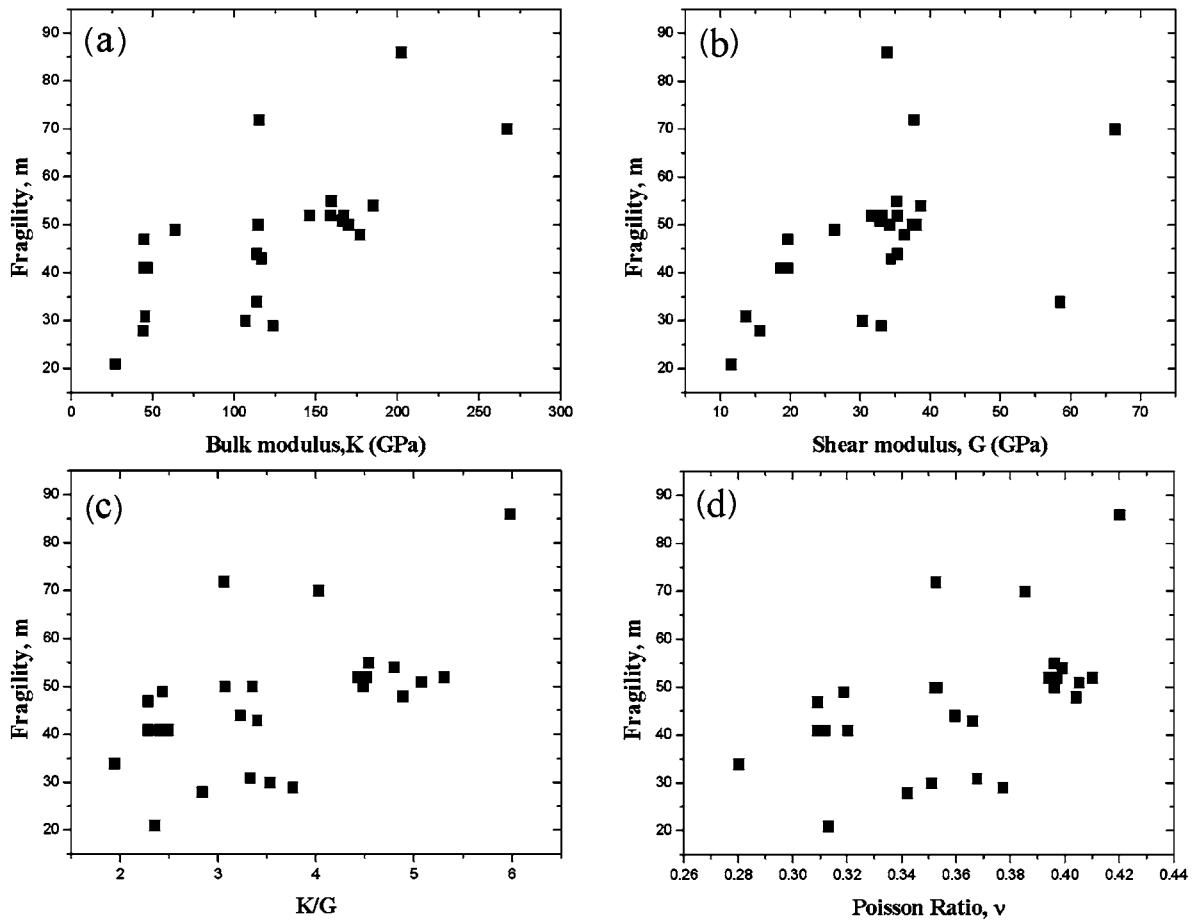 (a)
90
80
70
60
50
40
30
20
Fragility, m
0 50 100 150 200 250 300
Bulk modulus,K (GPa)
(b)
90
80
70
60
50
40
30
20
Fragility, m
10 20 30 40 50 60 70
Shear modulus, G (GPa)
(c)
90
80
70
60
50
40
30
20
Fragility, m
2 3 4 5 6
K/G
(d)
90
80
70
60
50
40
30
20
Fragility, m
0.26 0.28 0.30 0.32 0.34 0.36 0.38 0.40 0.42 0.44
Poisson Ratio, ν